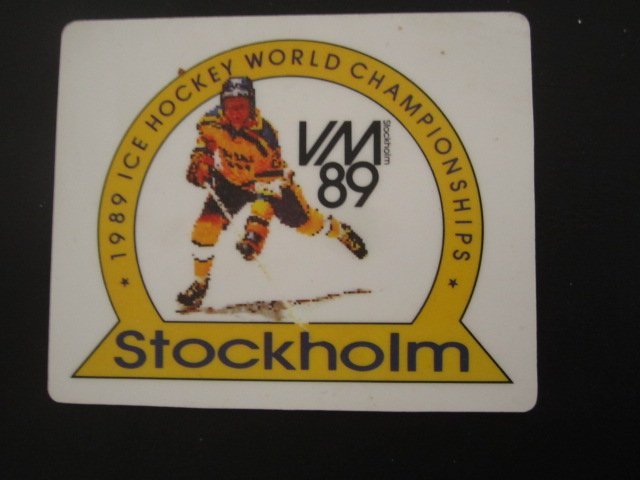 ★ 1989 ICE HOCKEY WORLD CHAMPIONSHIPS ★
VM
Stockholm
89
Stockholm